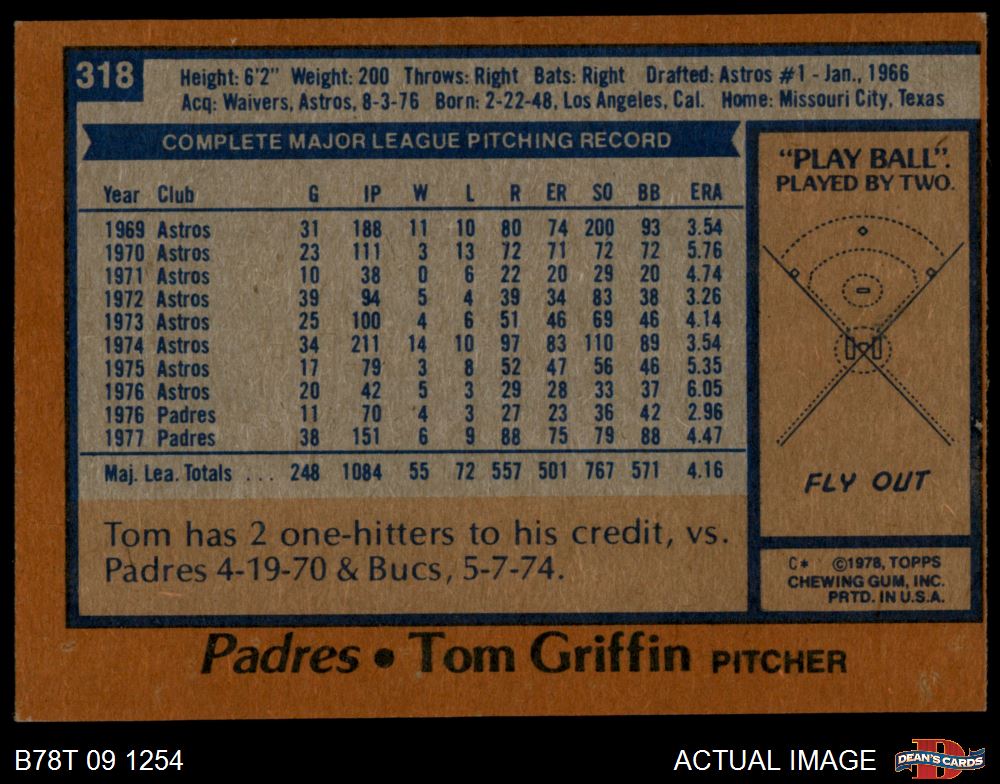 318
Height: 6'2" Weight: 200 Throws: Right Bats: Right Drafted: Astros #1 - Jan., 1966
Acq: Waivers, Astros, 8-3-76 Born: 2-22-48, Los Angeles, Cal. Home: Missouri City, Texas
COMPLETE MAJOR LEAGUE PITCHING RECORD
Year Club G IP W L R ER SO BB ERA
1969 Astros 31 188 11 10 80 74 200 93 3.54
1970 Astros 23 111 3 13 72 71 72 72 5.76
1971 Astros 10 38 0 6 22 20 29 20 4.74
1972 Astros 39 94 5 4 39 34 83 38 3.26
1973 Astros 25 100 4 6 51 46 69 46 4.14
1974 Astros 34 211 14 10 97 83 110 89 3.54
1975 Astros 17 79 3 8 52 47 56 46 5.35
1976 Astros 20 42 5 3 29 28 33 37 6.05
1976 Padres 11 70 4 3 27 23 36 42 2.96
1977 Padres 38 151 6 9 88 75 79 88 4.47
Maj. Lea. Totals ... 248 1084 55 72 557 501 767 571 4.16
Tom has 2 one-hitters to his credit, vs.
Padres 4-19-70 & Bucs, 5-7-74.
"PLAY BALL".
PLAYED BY TWO.
FLY OUT
C* ©1978, TOPPS
CHEWING GUM, INC.
PRTD. IN U.S.A.
Padres • Tom Griffin PITCHER
B78T 09 1254
ACTUAL IMAGE
D
DEAN'S CARDS